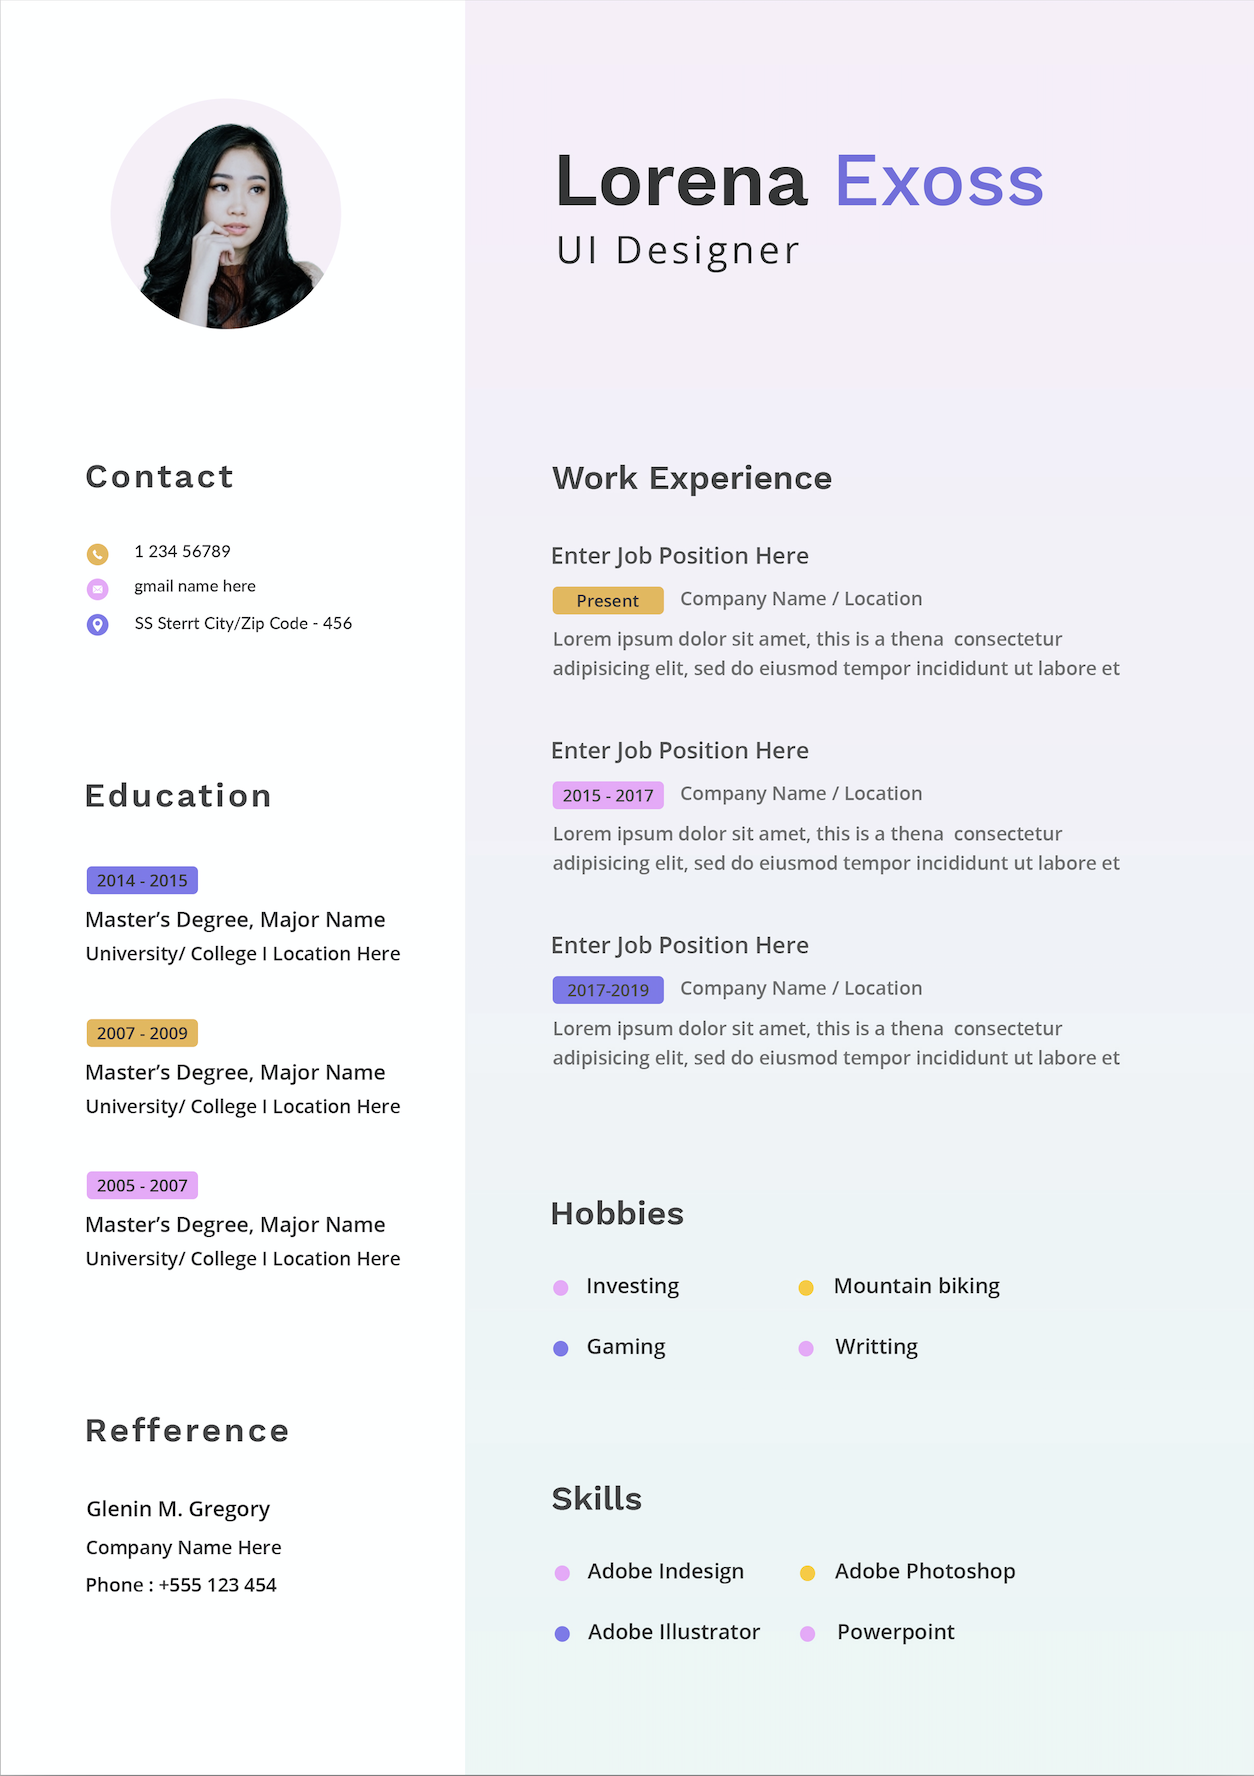 Lorena Exoss
UI Designer
Contact
1 234 56789
gmail name here
SS Sterrt City/Zip Code - 456
Education
2014 - 2015
Master’s Degree, Major Name
University/ College I Location Here
2007 - 2009
Master’s Degree, Major Name
University/ College I Location Here
2005 - 2007
Master’s Degree, Major Name
University/ College I Location Here
Refference
Glenin M. Gregory
Company Name Here
Phone : +555 123 454
Work Experience
Enter Job Position Here
Present Company Name / Location
Lorem ipsum dolor sit amet, this is a thena  consectetur
adipisicing elit, sed do eiusmod tempor incididunt ut labore et
Enter Job Position Here
2015 - 2017 Company Name / Location
Lorem ipsum dolor sit amet, this is a thena  consectetur
adipisicing elit, sed do eiusmod tempor incididunt ut labore et
Enter Job Position Here
2017-2019 Company Name / Location
Lorem ipsum dolor sit amet, this is a thena  consectetur
adipisicing elit, sed do eiusmod tempor incididunt ut labore et
Hobbies
Investing Mountain biking
Gaming Writting
Skills
Adobe Indesign Adobe Photoshop
Adobe Illustrator Powerpoint